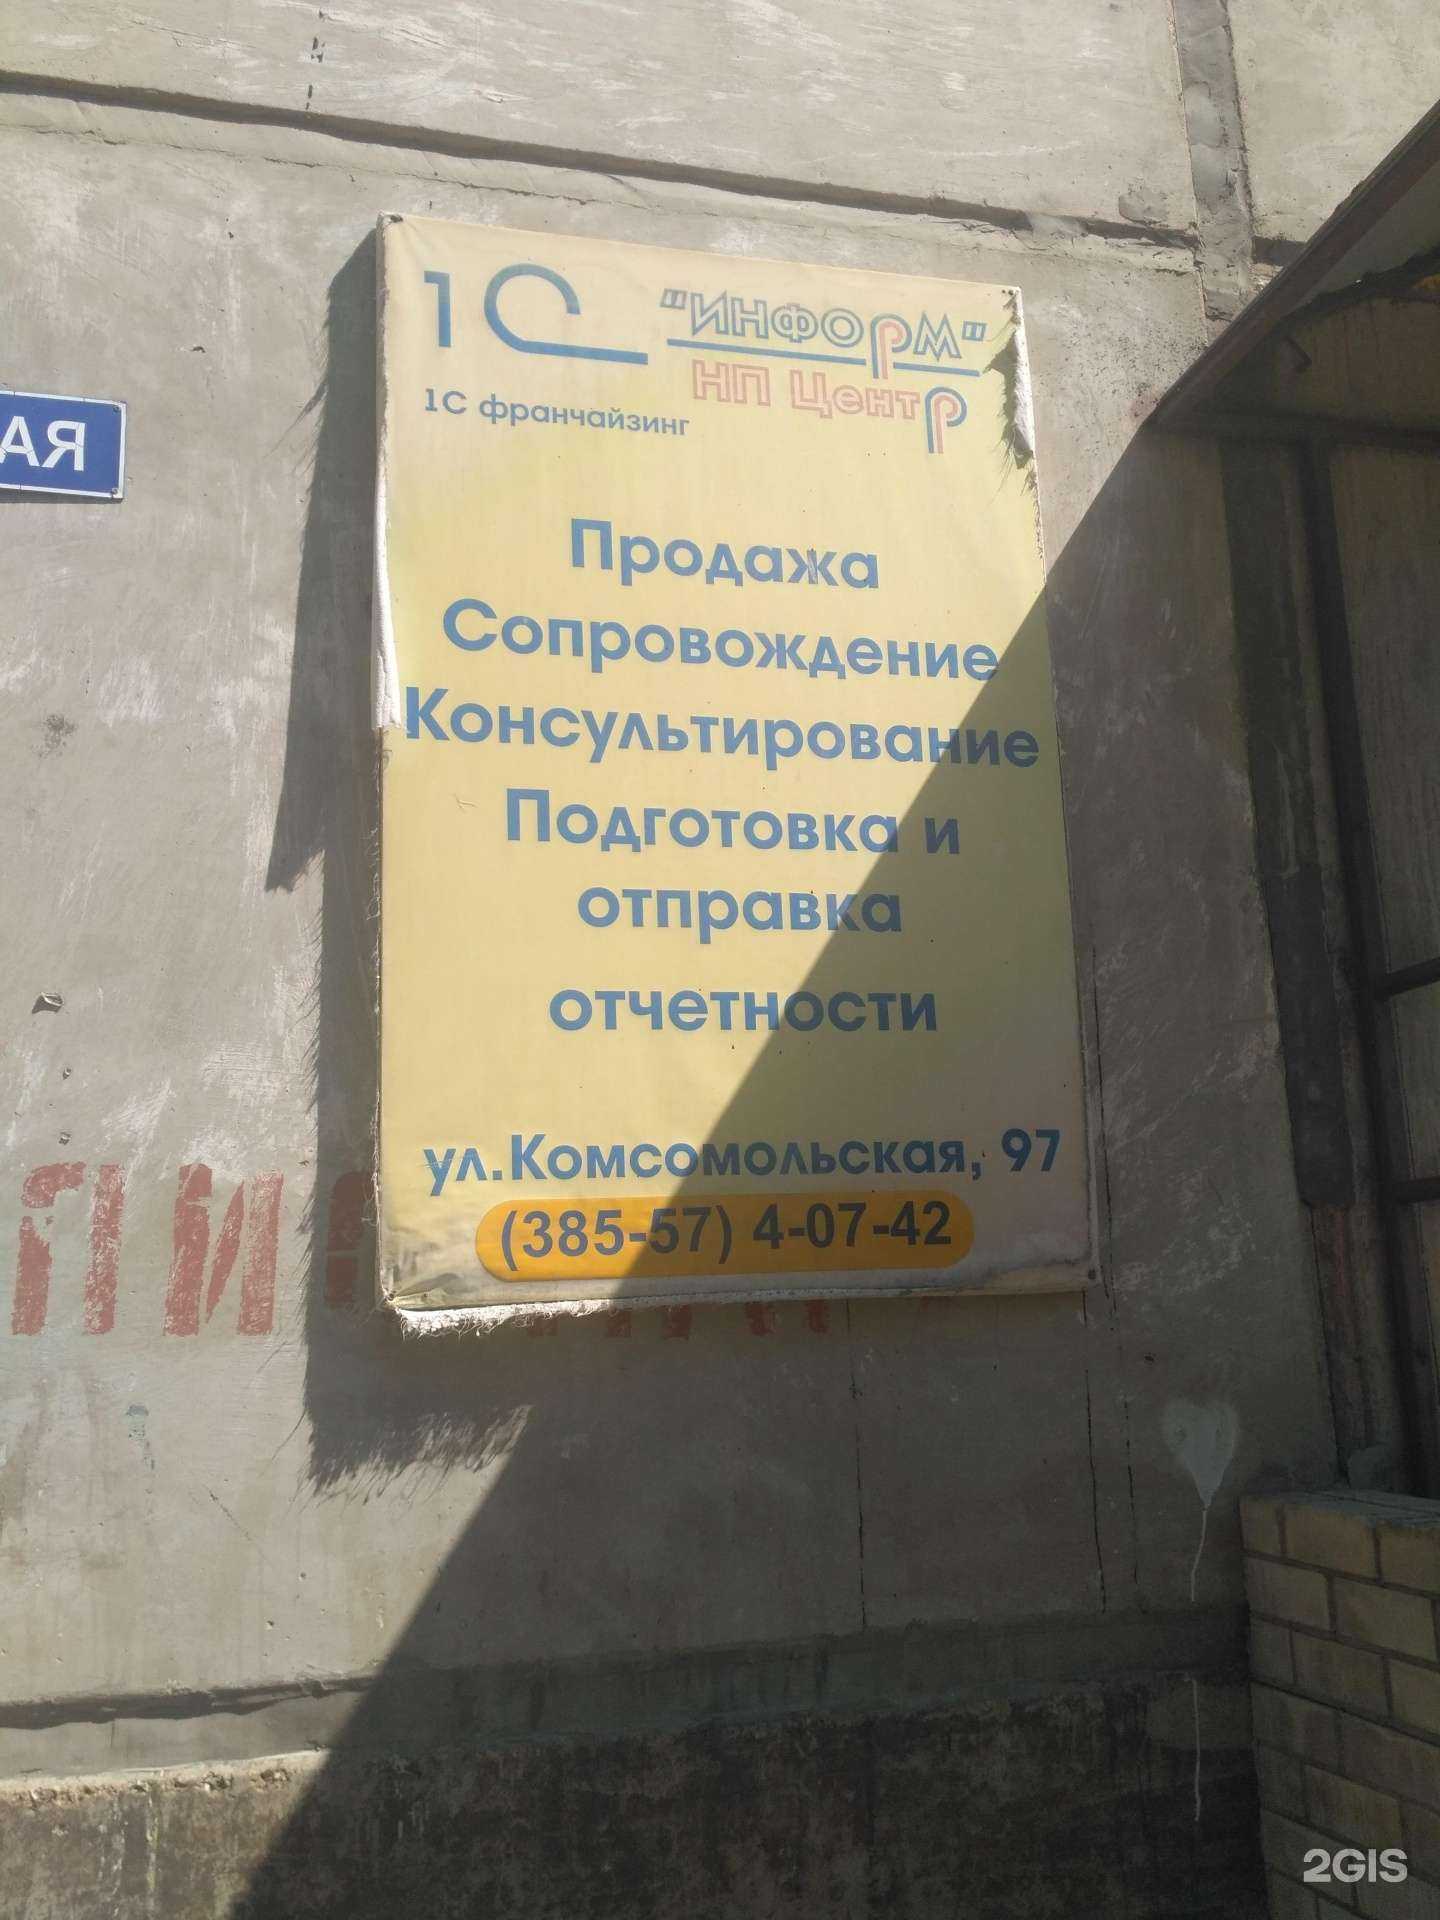 АЯ
1С "ИНФОРМ"
НП ЦентР
1С франчайзинг
Продажа
Сопровождение
Консультирование
Подготовка и
отправка
отчетности
ул.Комсомольская, 97
(385-57) 4-07-42
2GIS